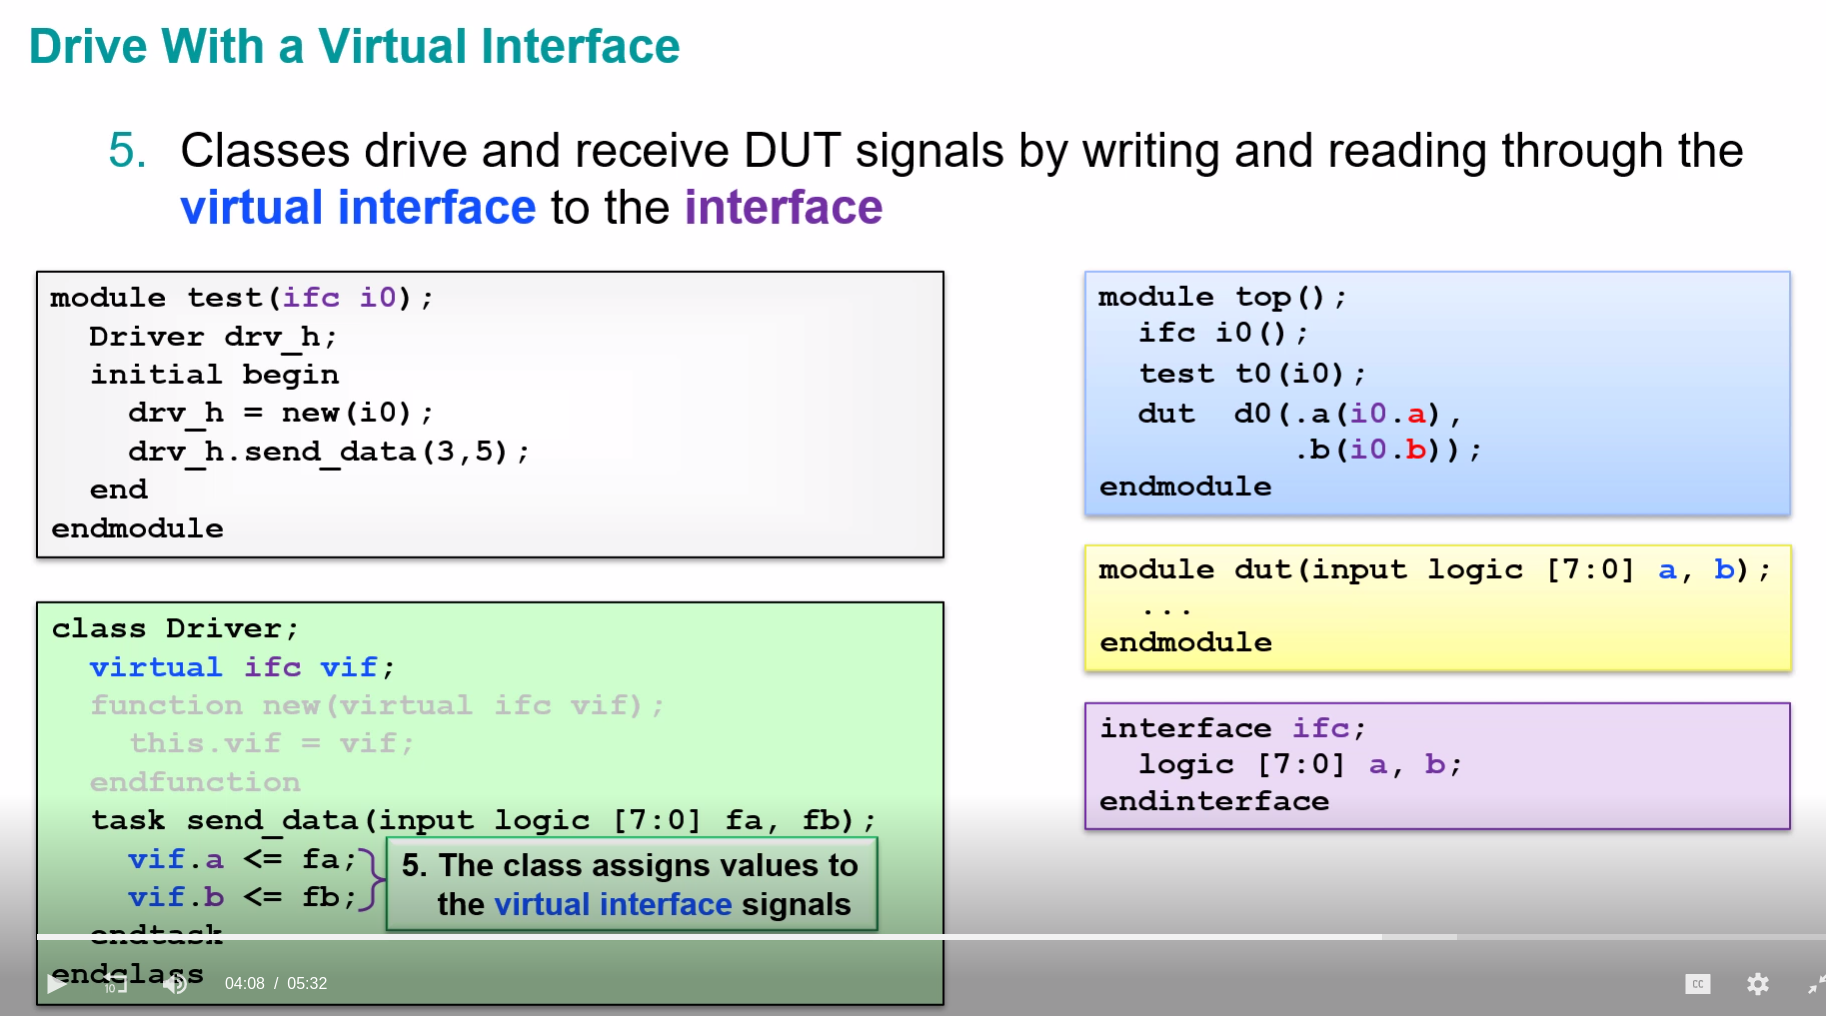 Drive With a Virtual Interface
5. Classes drive and receive DUT signals by writing and reading through the
virtual interface to the interface
module test(ifc i0);
  Driver drv_h;
  initial begin
    drv_h = new(i0);
    drv_h.send_data(3,5);
  end
endmodule
class Driver;
  virtual ifc vif;
  function new(virtual ifc vif);
    this.vif = vif;
  endfunction
  task send_data(input logic [7:0] fa, fb);
    vif.a <= fa;
    vif.b <= fb;
5. The class assigns values to
the virtual interface signals
  endtask
endclass
module top();
  ifc i0();
  test t0(i0);
  dut  d0(.a(i0.a),
          .b(i0.b));
endmodule
module dut(input logic [7:0] a, b);
  ...
endmodule
interface ifc;
  logic [7:0] a, b;
endinterface
10
04:08 / 05:32
CC